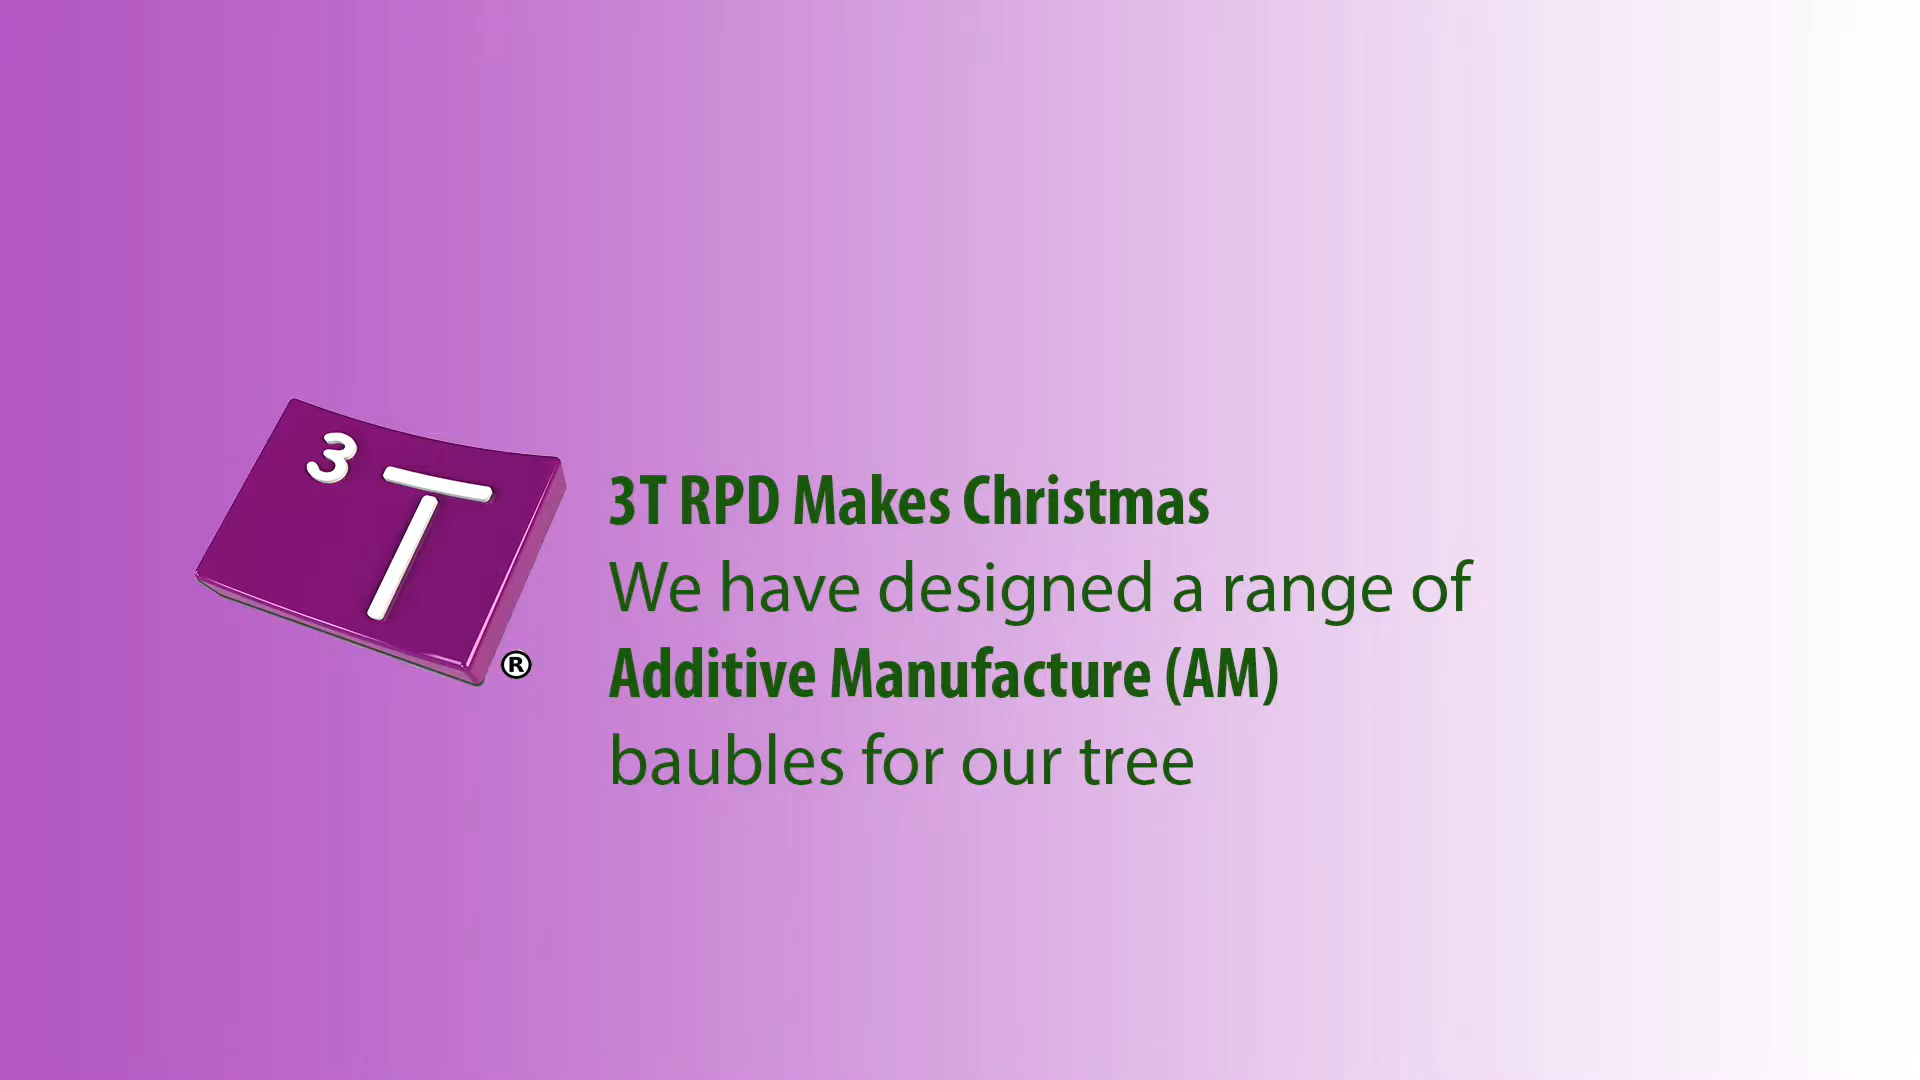 3T
®
3T RPD Makes Christmas
We have designed a range of
Additive Manufacture (AM)
baubles for our tree